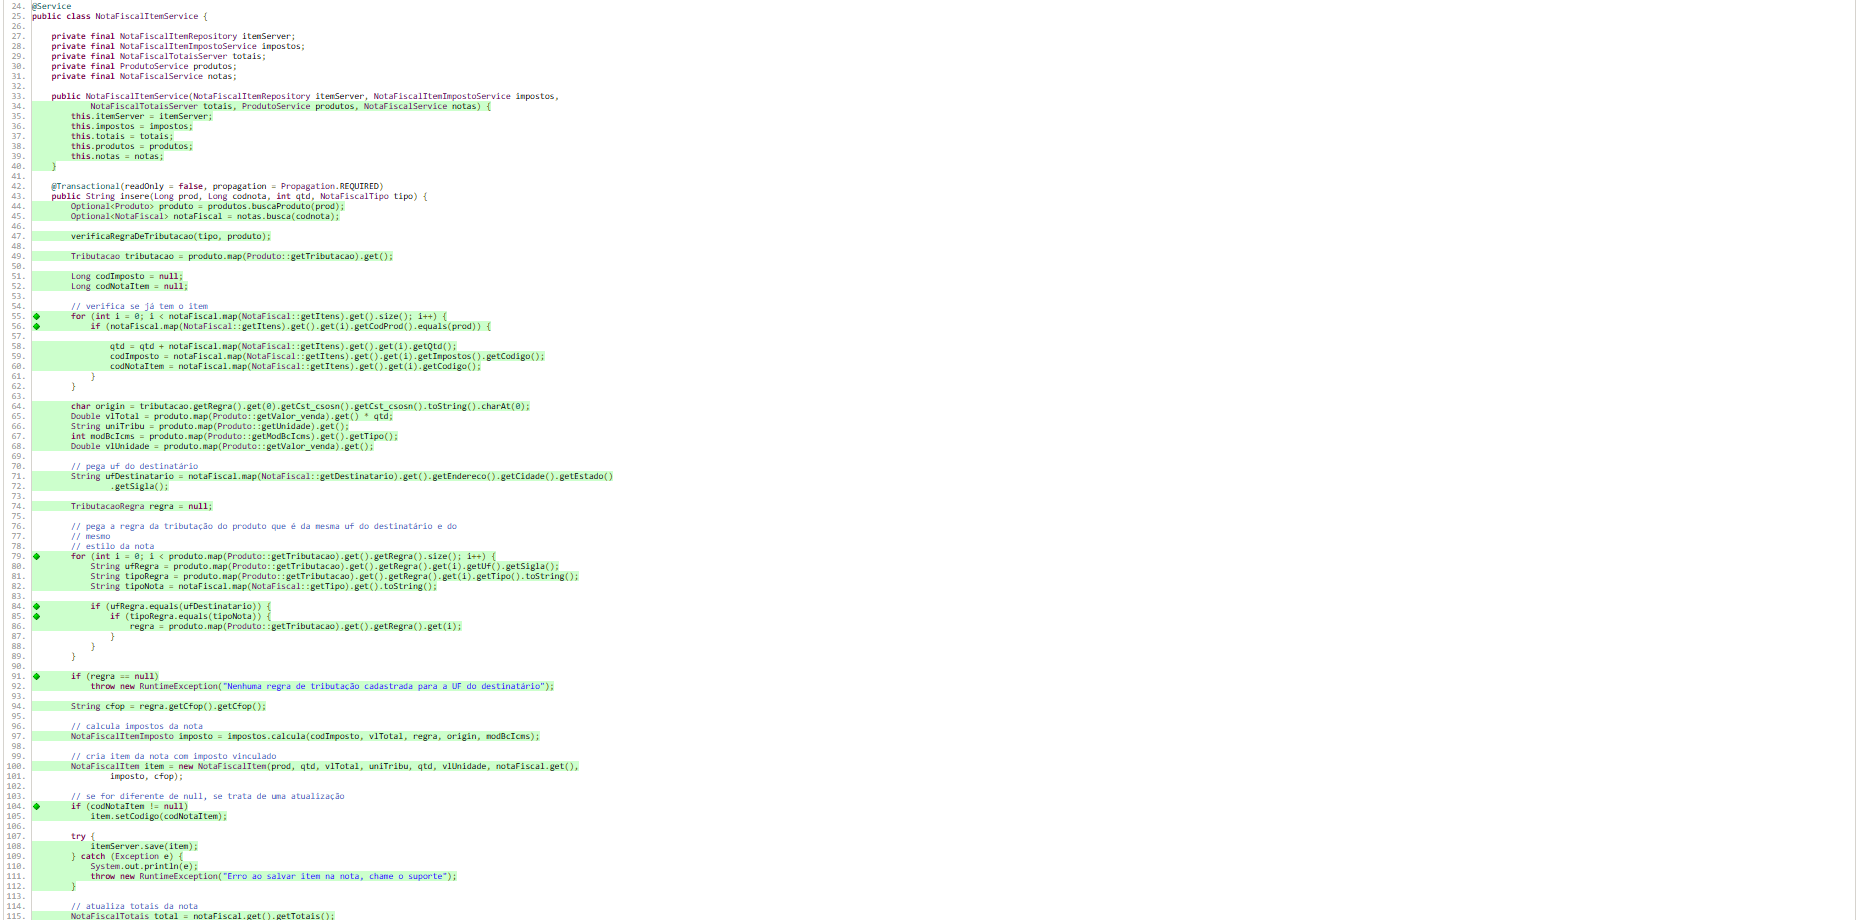 24. @Service
25. public class NotaFiscalItemService {
26.
27. private final NotaFiscalItemRepository itemServer;
28. private final NotaFiscalItemImpostoService impostos;
29. private final NotaFiscalTotaisServer totais;
30. private final ProdutoService produtos;
31. private final NotaFiscalService notas;
32.
33. public NotaFiscalItemService(NotaFiscalItemRepository itemServer, NotaFiscalItemImpostoService impostos,
34. NotaFiscalTotaisServer totais, ProdutoService produtos, NotaFiscalService notas) {
35. this.itemServer = itemServer;
36. this.impostos = impostos;
37. this.totais = totais;
38. this.produtos = produtos;
39. this.notas = notas;
40. }
41.
42. @Transactional(readOnly = false, propagation = Propagation.REQUIRED)
43. public String insere(Long prod, Long codnota, int qtd, NotaFiscalTipo tipo) {
44. Optional<Produto> produto = produtos.buscaProduto(prod);
45. Optional<NotaFiscal> notaFiscal = notas.busca(codnota);
46.
47. verificaRegraDeTributacao(tipo, produto);
48.
49. Tributacao tributacao = produto.map(Produto::getTributacao).get();
50.
51. Long codImposto = null;
52. Long codNotaItem = null;
53.
54. // verifica se já tem o item
55. for (int i = 0; i < notaFiscal.map(NotaFiscal::getItens).get().size(); i++) {
56. if (notaFiscal.map(NotaFiscal::getItens).get().get(i).getCodProd().equals(prod)) {
57.
58. qtd = qtd + notaFiscal.map(NotaFiscal::getItens).get().get(i).getQtd();
59. codImposto = notaFiscal.map(NotaFiscal::getItens).get().get(i).getImpostos().getCodigo();
60. codNotaItem = notaFiscal.map(NotaFiscal::getItens).get().get(i).getCodigo();
61. }
62. }
63.
64. char origin = tributacao.getRegra().get(0).getCst_csosn().getCst_csosn().toString().charAt(0);
65. Double vlTotal = produto.map(Produto::getValor_venda).get() * qtd;
66. String uniTribu = produto.map(Produto::getUnidade).get();
67. int modBcIcms = produto.map(Produto::getModBcIcms).get().getTipo();
68. Double vlUnidade = produto.map(Produto::getValor_venda).get();
69.
70. // pega uf do destinatário
71. String ufDestinatario = notaFiscal.map(NotaFiscal::getDestinatario).get().getEndereco().getCidade().getEstado()
72. .getSigla();
73.
74. TributacaoRegra regra = null;
75.
76. // pega a regra da tributação do produto que é da mesma uf do destinatário e do
77. // mesmo
78. // estilo da nota
79. for (int i = 0; i < produto.map(Produto::getTributacao).get().getRegra().size(); i++) {
80. String ufRegra = produto.map(Produto::getTributacao).get().getRegra().get(i).getUf().getSigla();
81. String tipoRegra = produto.map(Produto::getTributacao).get().getRegra().get(i).getTipo().toString();
82. String tipoNota = notaFiscal.map(NotaFiscal::getTipo).get().toString();
83.
84. if (ufRegra.equals(ufDestinatario)) {
85. if (tipoRegra.equals(tipoNota)) {
86. regra = produto.map(Produto::getTributacao).get().getRegra().get(i);
87. }
88. }
89. }
90.
91. if (regra == null)
92. throw new RuntimeException("Nenhuma regra de tributação cadastrada para a UF do destinatário");
93.
94. String cfop = regra.getCfop().getCfop();
95.
96. // calcula impostos da nota
97. NotaFiscalItemImposto imposto = impostos.calcula(codImposto, vlTotal, regra, origin, modBcIcms);
98.
99. // cria item da nota com imposto vinculado
100. NotaFiscalItem item = new NotaFiscalItem(prod, qtd, vlTotal, uniTribu, qtd, vlUnidade, notaFiscal.get(),
101. imposto, cfop);
102.
103. // se for diferente de null, se trata de uma atualização
104. if (codNotaItem != null)
105. item.setCodigo(codNotaItem);
106.
107. try {
108. itemServer.save(item);
109. } catch (Exception e) {
110. System.out.println(e);
111. throw new RuntimeException("Erro ao salvar item na nota, chame o suporte");
112. }
113.
114. // atualiza totais da nota
115. NotaFiscalTotais total = notaFiscal.get().getTotais();